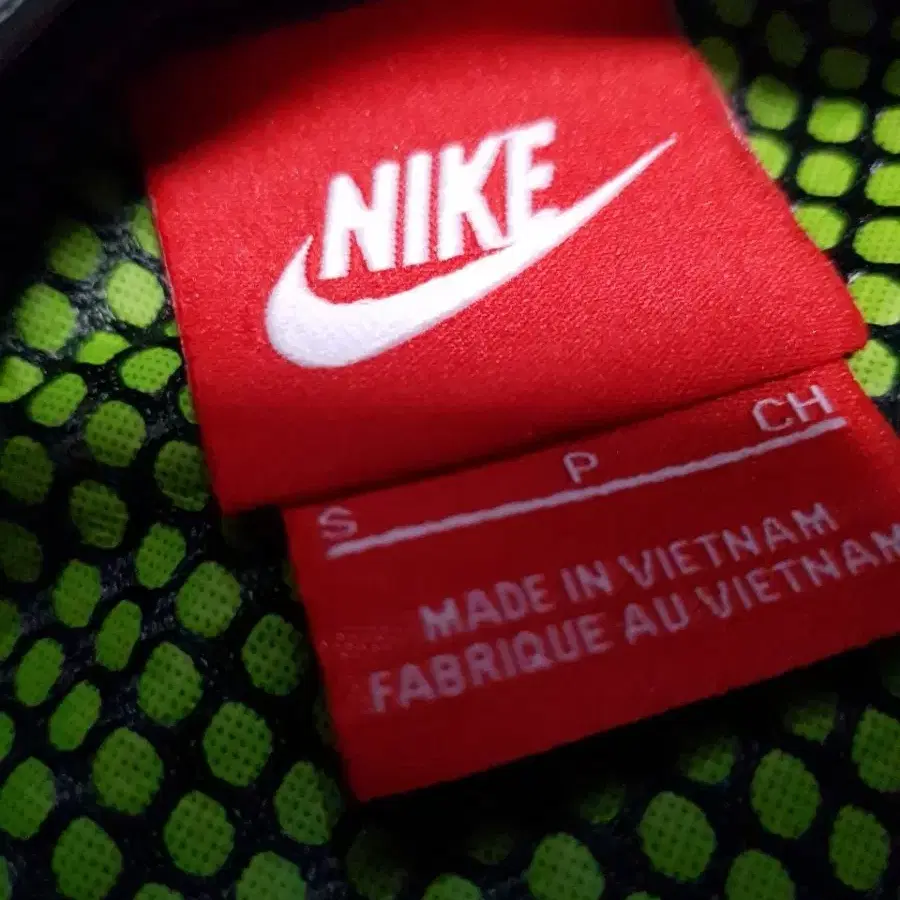 NIKE
S P CH
MADE IN VIETNAM
FABRIQUE AU VIETNAM